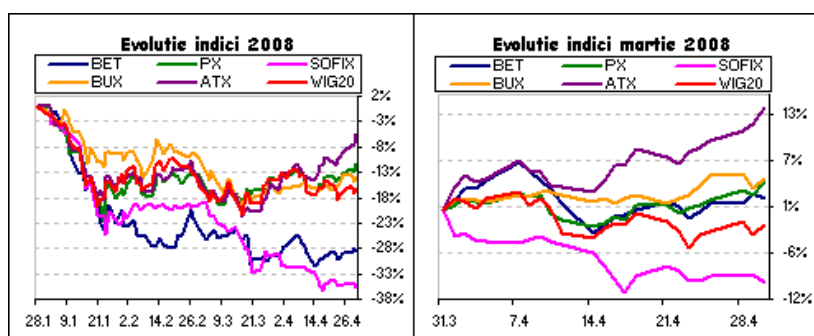 Evolutie indici 2008
BET PX SOFIX
BUX ATX WIG20
2%
-3%
-8%
-13%
-18%
-23%
-28%
-33%
-38%
28.1 9.1 21.1 2.2 14.2 26.2 9.3 21.3 2.4 14.4 26.4
Evolutie indici martie 2008
BET PX SOFIX
BUX ATX WIG20
13%
7%
1%
-6%
-12%
31.3 7.4 14.4 21.4 28.4